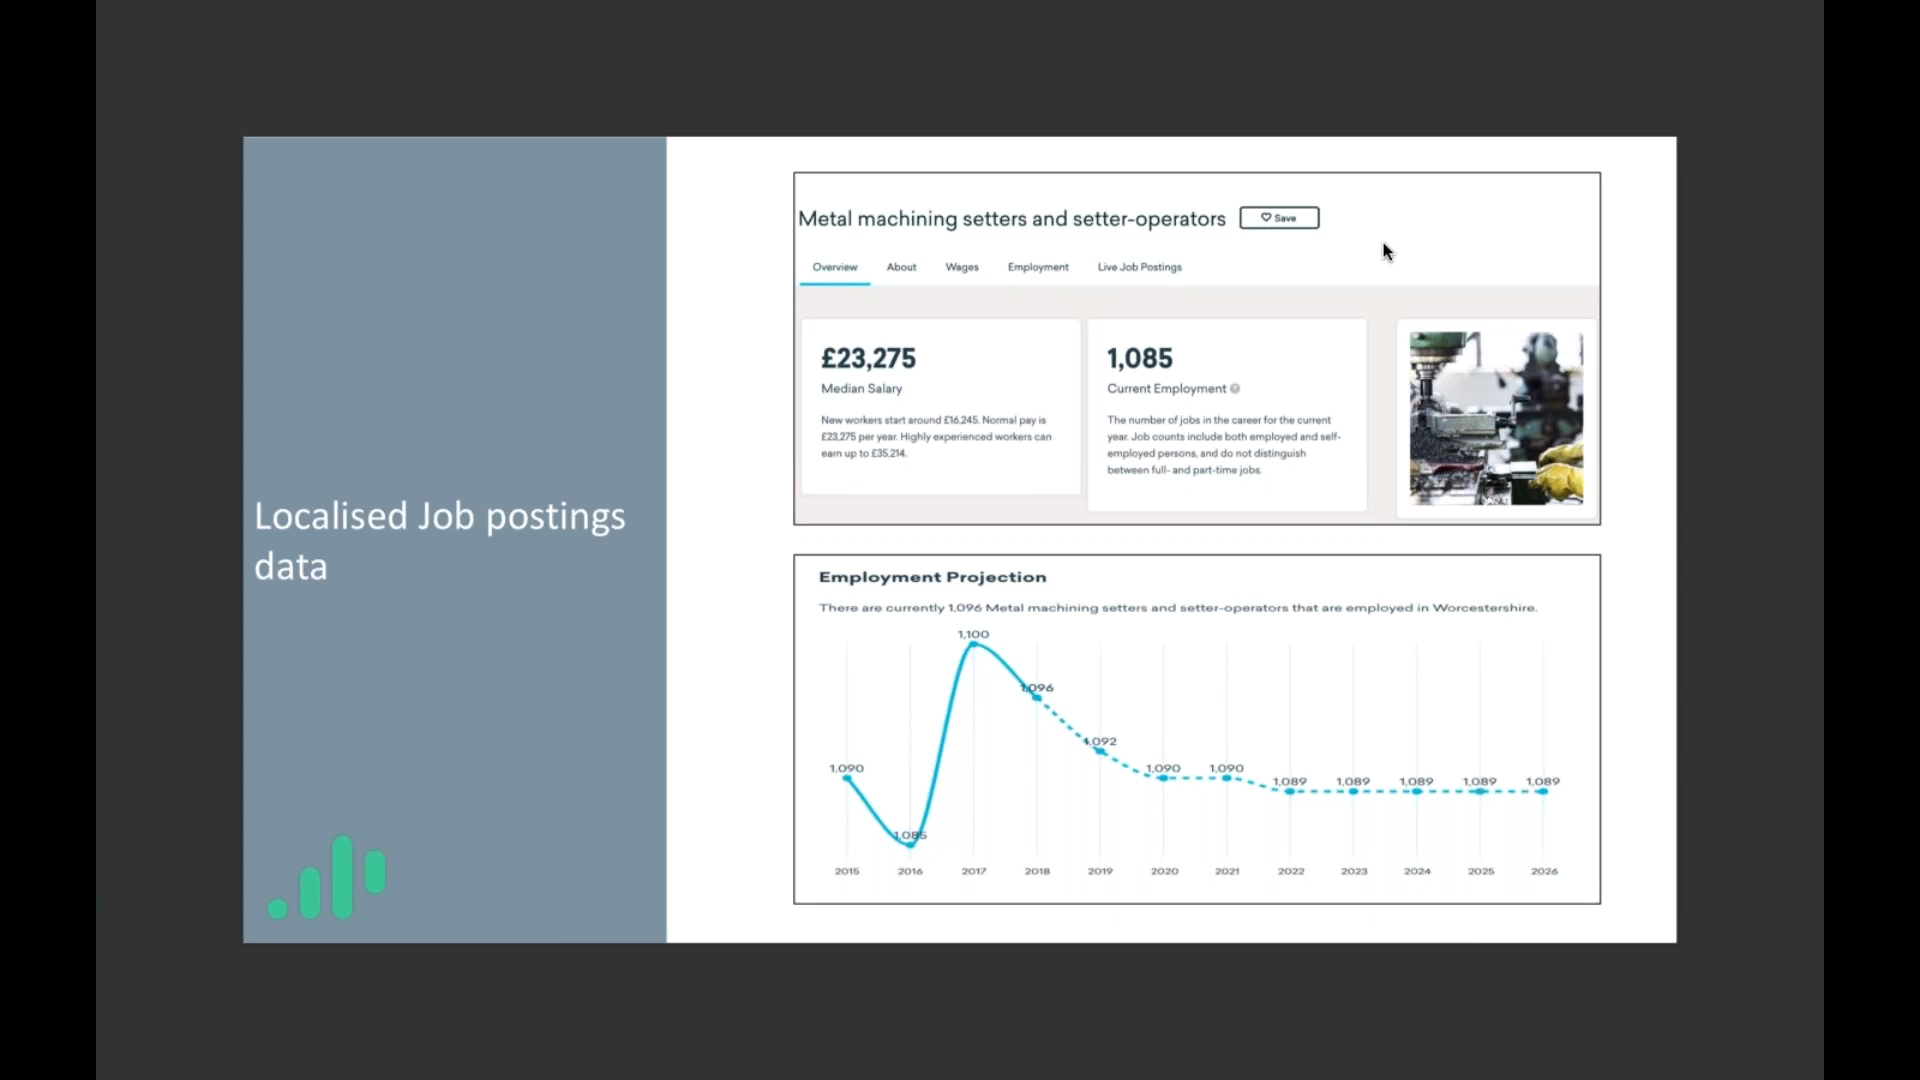 Localised Job postings
data
Metal machining setters and setter-operators
Save
Overview About Wages Employment Live Job Postings
£23,275
Median Salary
New workers start around £16,245. Normal pay is
£23,275 per year. Highly experienced workers can
earn up to £35,214.
1,085
Current Employment
The number of jobs in the career for the current
year. Job counts include both employed and self-
employed persons, and do not distinguish
between full- and part-time jobs.
Employment Projection
There are currently 1,096 Metal machining setters and setter-operators that are employed in Worcestershire.
1,100
1,096
1,092
1,090 1,090 1,090
1,089 1,089 1,089 1,089 1,089
1,085
2015 2016 2017 2018 2019 2020 2021 2022 2023 2024 2025 2026